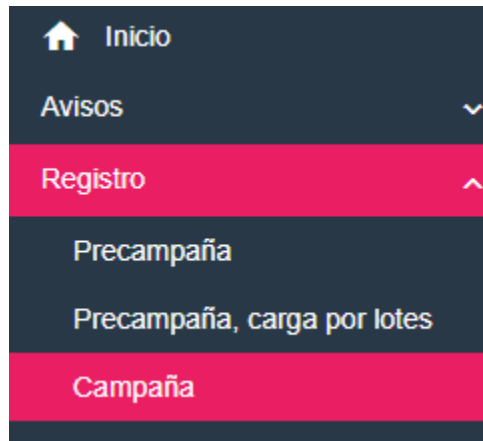 Inicio
Avisos
Registro
Precampaña
Precampaña, carga por lotes
Campaña